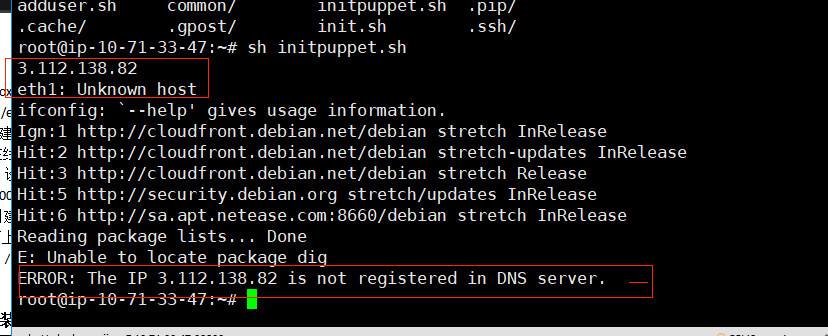 adduser.sh common/ initpuppet.sh .pip/
.cache/ .gpost/ init.sh .ssh/
root@ip-10-71-33-47:~# sh initpuppet.sh
3.112.138.82
eth1: Unknown host
ifconfig: `--help' gives usage information.
Ign:1 http://cloudfront.debian.net/debian stretch InRelease
Hit:2 http://cloudfront.debian.net/debian stretch-updates InRelease
Hit:3 http://cloudfront.debian.net/debian stretch Release
Hit:5 http://security.debian.org stretch/updates InRelease
Hit:6 http://sa.apt.netease.com:8660/debian stretch InRelease
Reading package lists... Done
E: Unable to locate package dig
ERROR: The IP 3.112.138.82 is not registered in DNS server.
root@ip-10-71-33-47:~#
装